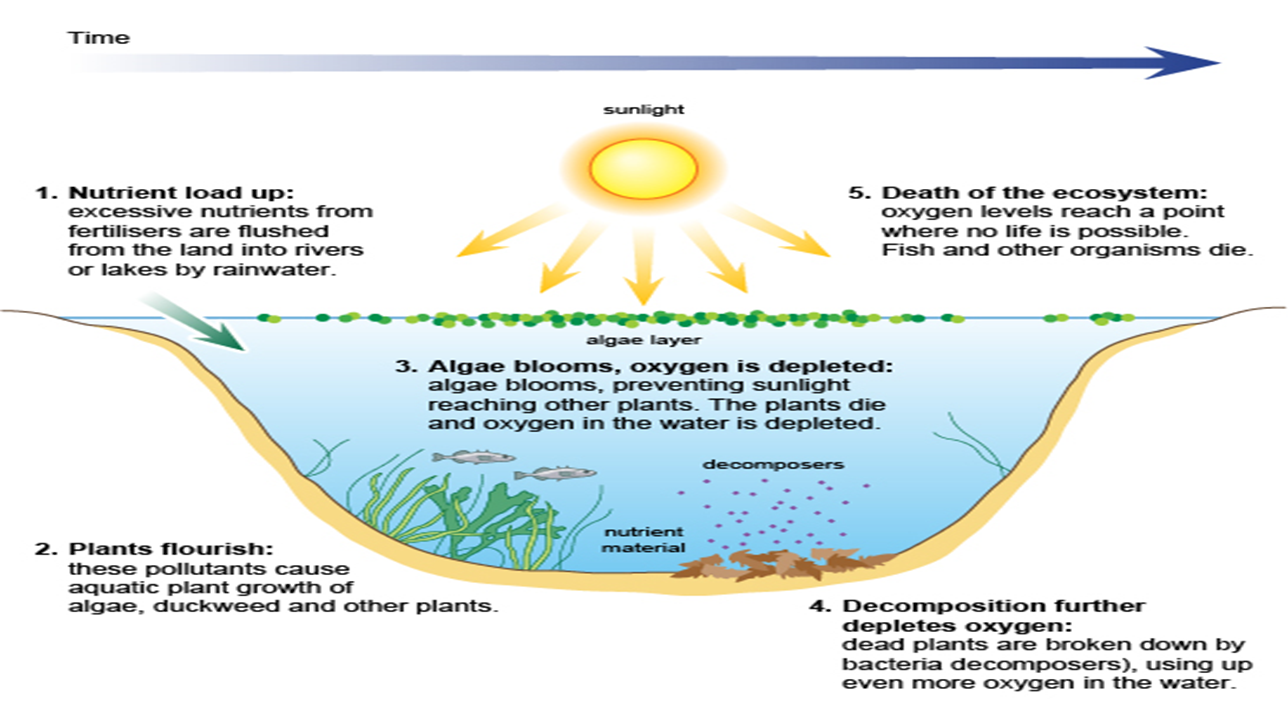 Time
sunlight
1. Nutrient load up:
excessive nutrients from
fertilisers are flushed
from the land into rivers
or lakes by rainwater.
5. Death of the ecosystem:
oxygen levels reach a point
where no life is possible.
Fish and other organisms die.
algae layer
3. Algae blooms, oxygen is depleted:
algae blooms, preventing sunlight
reaching other plants. The plants die
and oxygen in the water is depleted.
decomposers
nutrient
material
2. Plants flourish:
these pollutants cause
aquatic plant growth of
algae, duckweed and other plants.
4. Decomposition further
depletes oxygen:
dead plants are broken down by
bacteria decomposers), using up
even more oxygen in the water.